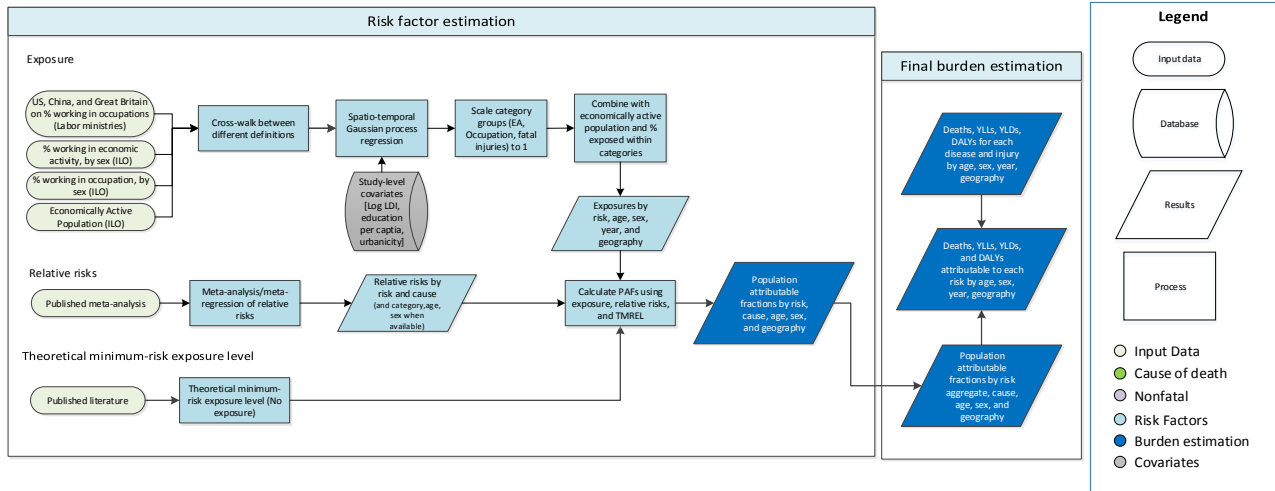 Risk factor estimation
Exposure
US, China, and Great Britain
on % working in occupations
(Labor ministries)
% working in economic
activity, by sex (ILO)
% working in occupation, by
sex (ILO)
Economically Active
Population (ILO)
Cross-walk between
different definitions
Spatio-temporal
Gaussian process
regression
Study-level
covariates
[Log LDI,
education
per captia,
urbanicity]
Scale category
groups (EA,
Occupation, fatal
injuries) to 1
Combine with
economically active
population and %
exposed within
categories
Exposures by
risk, age, sex,
year, and
geography
Relative risks
Published meta-analysis
Meta-analysis/meta-
regression of relative
risks
Relative risks by
risk and cause
(and category,age,
sex when
available)
Calculate PAFs using
exposure, relative risks,
and TMREL
Population
attributable
fractions by risk,
cause, age, sex,
and geography
Theoretical minimum-risk exposure level
Published literature
Theoretical minimum-
risk exposure level (No
exposure)
Final burden estimation
Deaths, YLLs, YLDs,
DALYs for each
disease and injury
by age, sex, year,
geography
Deaths, YLLs, YLDs,
and DALYs
attributable to each
risk by age, sex,
year, geography
Population
attributable
fractions by risk
aggregate, cause,
age, sex, and
geography
Legend
Input data
Database
Results
Process
Input Data
Cause of death
Nonfatal
Risk Factors
Burden estimation
Covariates